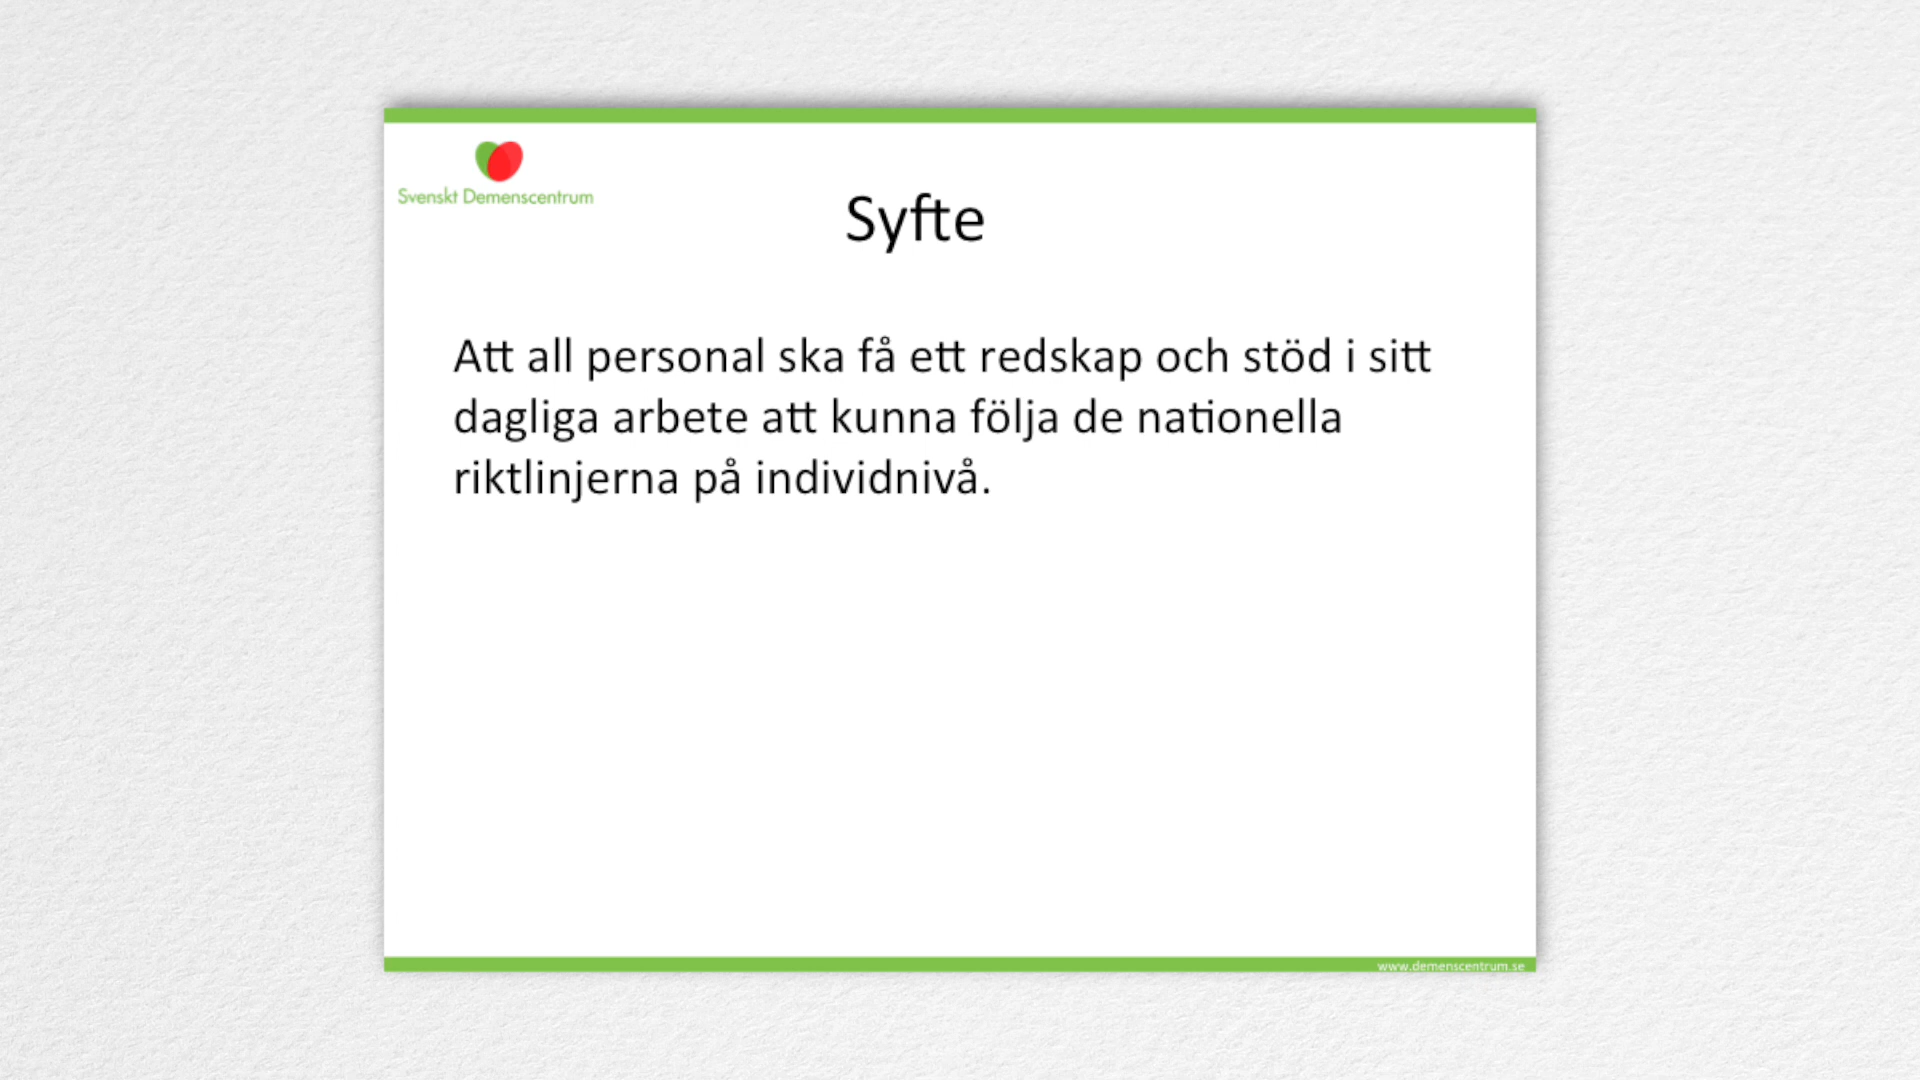 Svenskt Demenscentrum
Syfte
Att all personal ska få ett redskap och stöd i sitt
dagliga arbete att kunna följa de nationella
riktlinjerna på individnivå.
www.demenscentrum.se